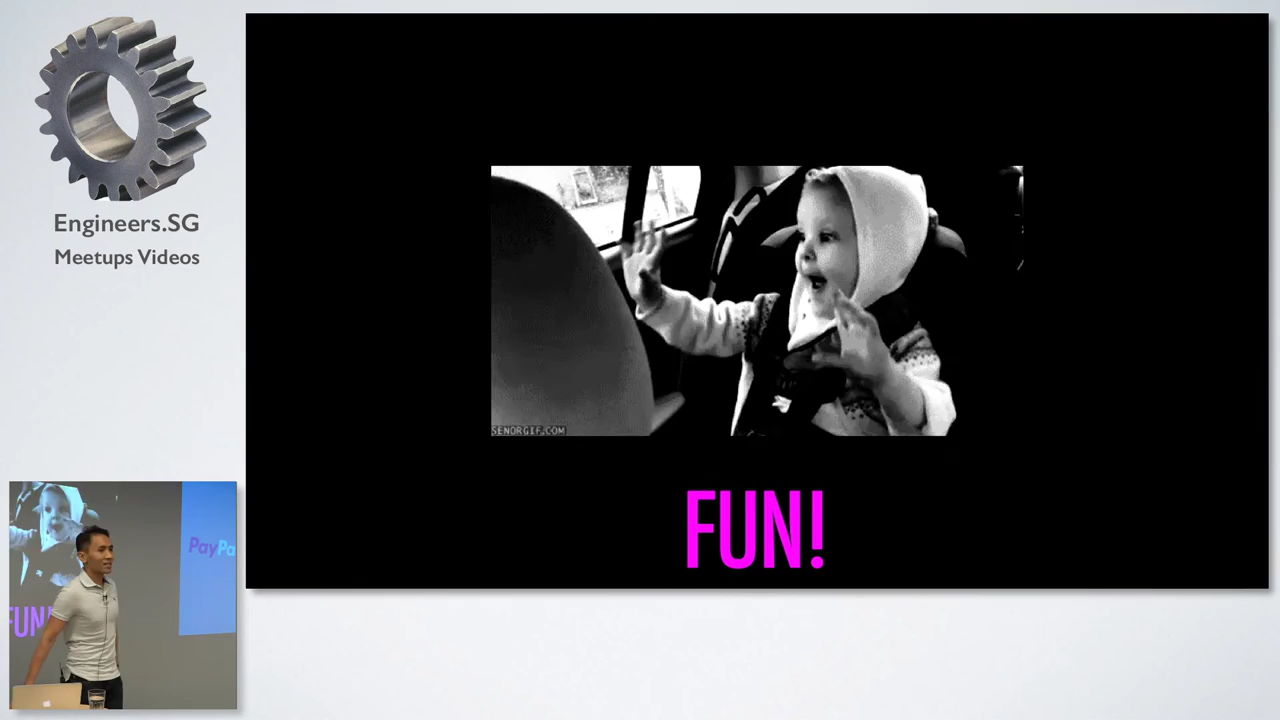 Engineers.SG
Meetups Videos
SENORGIF.COM
FUN!
FUN!
PayPa